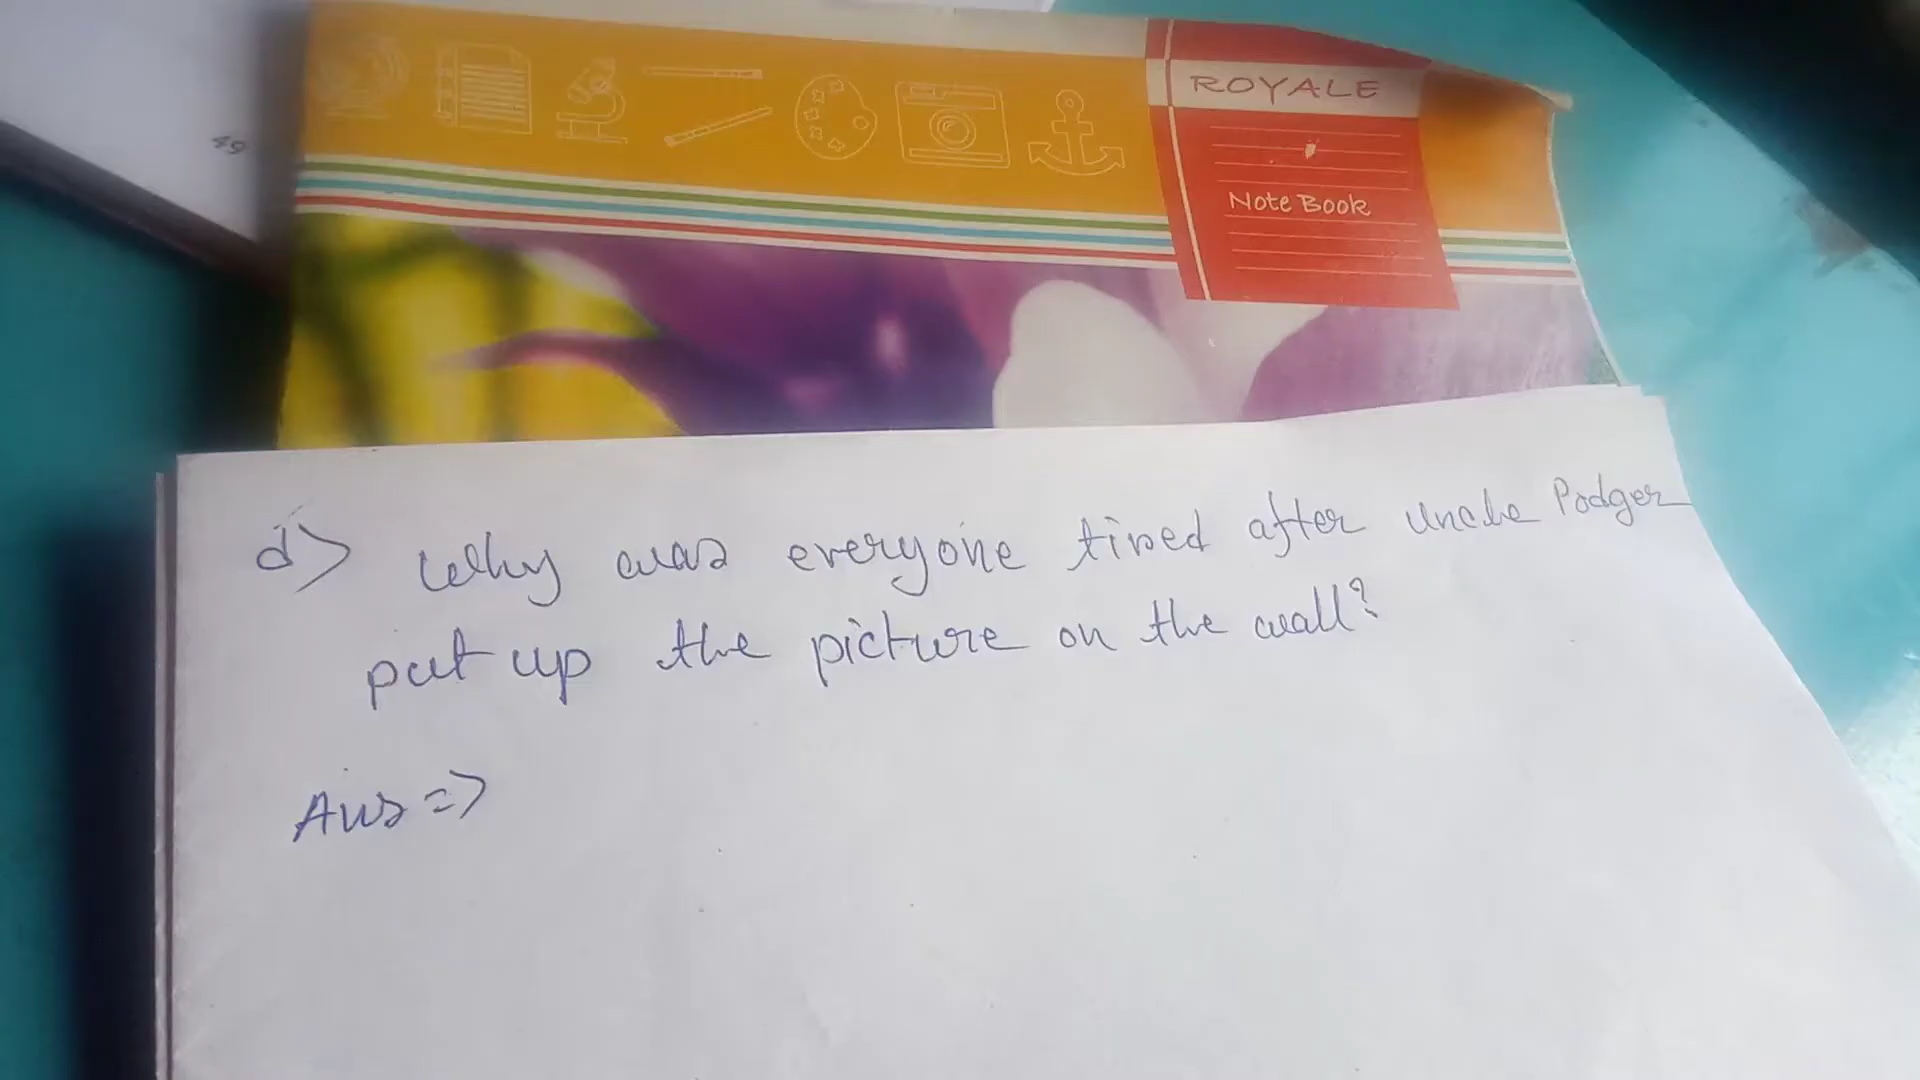 ROYALE
Note Book
d) Why was everyone tired after uncle Podger
put up the picture on the wall?
Ans =>